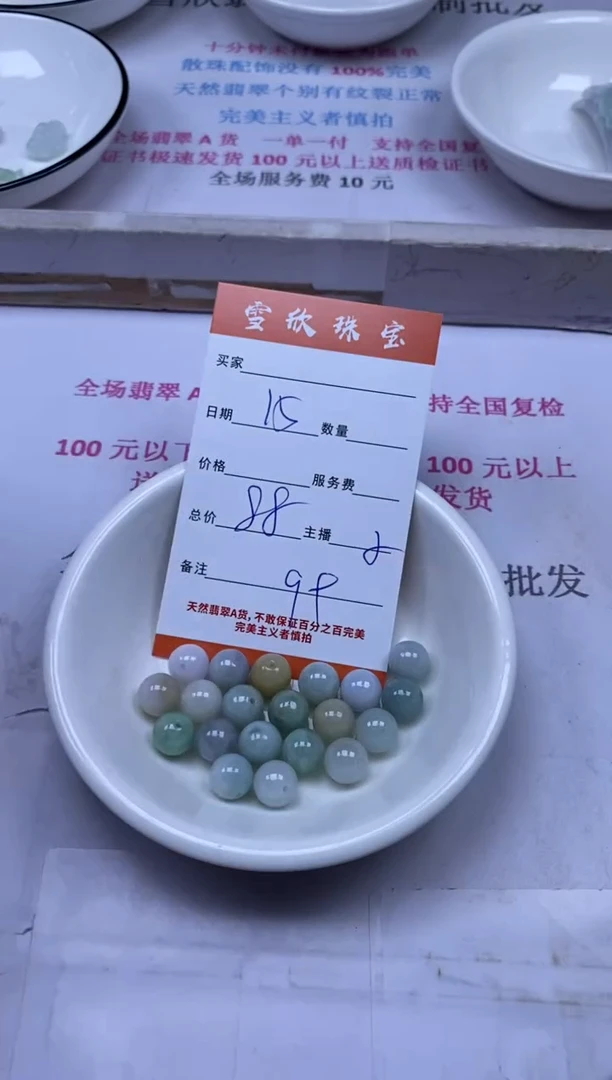 十分钟未付
散珠配饰没有 100%完美
天然翡翠个别有纹裂正常
完美主义者慎拍
全场翡翠 A 货 一单一付 支持全国复
证书极速发货 100 元以上送质检证书
全场服务费 10 元
雪欣珠宝
买家
日期 15 数量
价格 服务费
总价 88 主播
备注
天然翡翠A货,不敢保证百分之百完美
完美主义者慎拍
全场翡翠 A
持全国复检
100 元以下
100 元以上
送
发货
批发